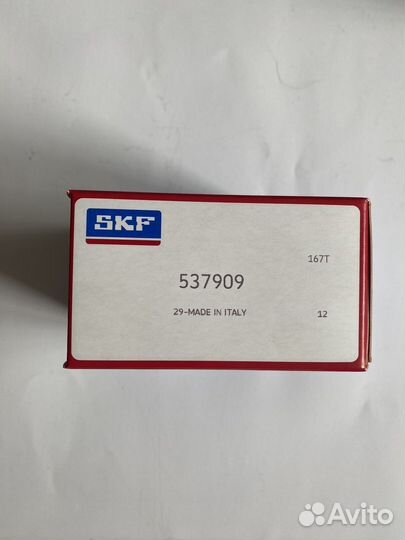 SKF
167T
537909
29-MADE IN ITALY
12
Avito